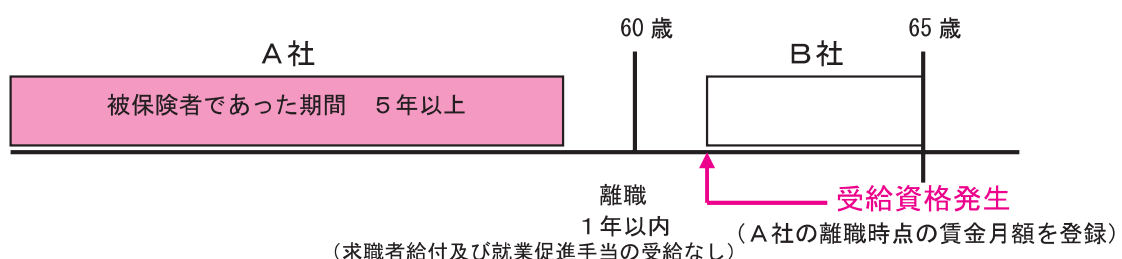 60 歳
65 歳
A社
B社
被保険者であった期間　５年以上
離職
１年以内
(求職者給付及び就業促進手当の受給なし)
受給資格発生
(A社の離職時点の賃金月額を登録)